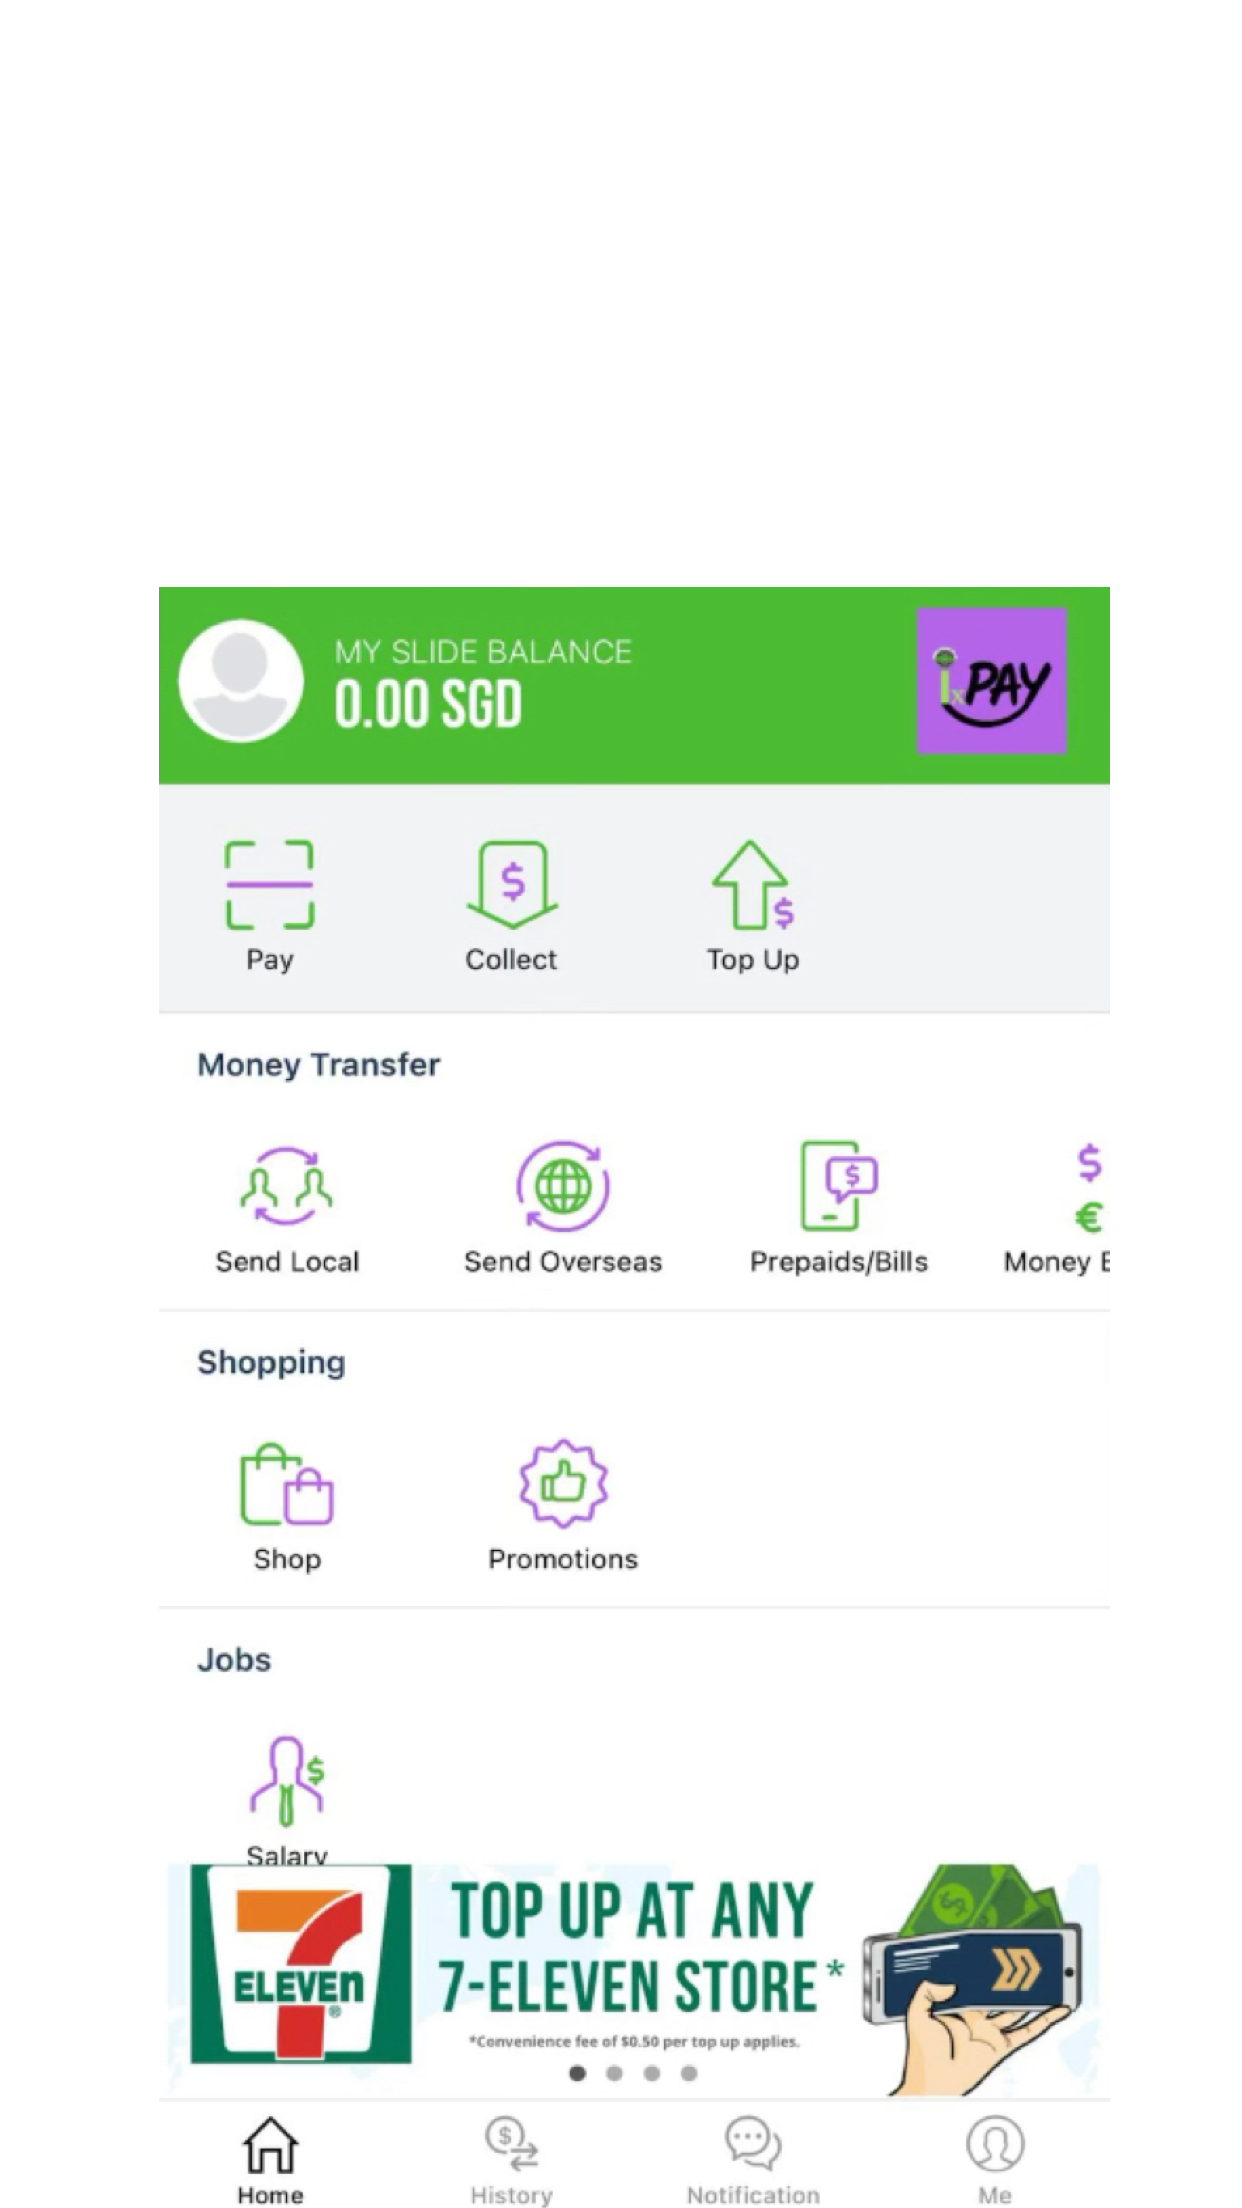 MY SLIDE BALANCE
0.00 SGD
ixPAY
Pay
Collect
Top Up
Money Transfer
Send Local
Send Overseas
Prepaids/Bills
Money E
Shopping
Shop
Promotions
Jobs
Salary
7
ELEVEn
®
TOP UP AT ANY
7-ELEVEN STORE*
*Convenience fee of $0.50 per top up applies.
Home
History
Notification
Me